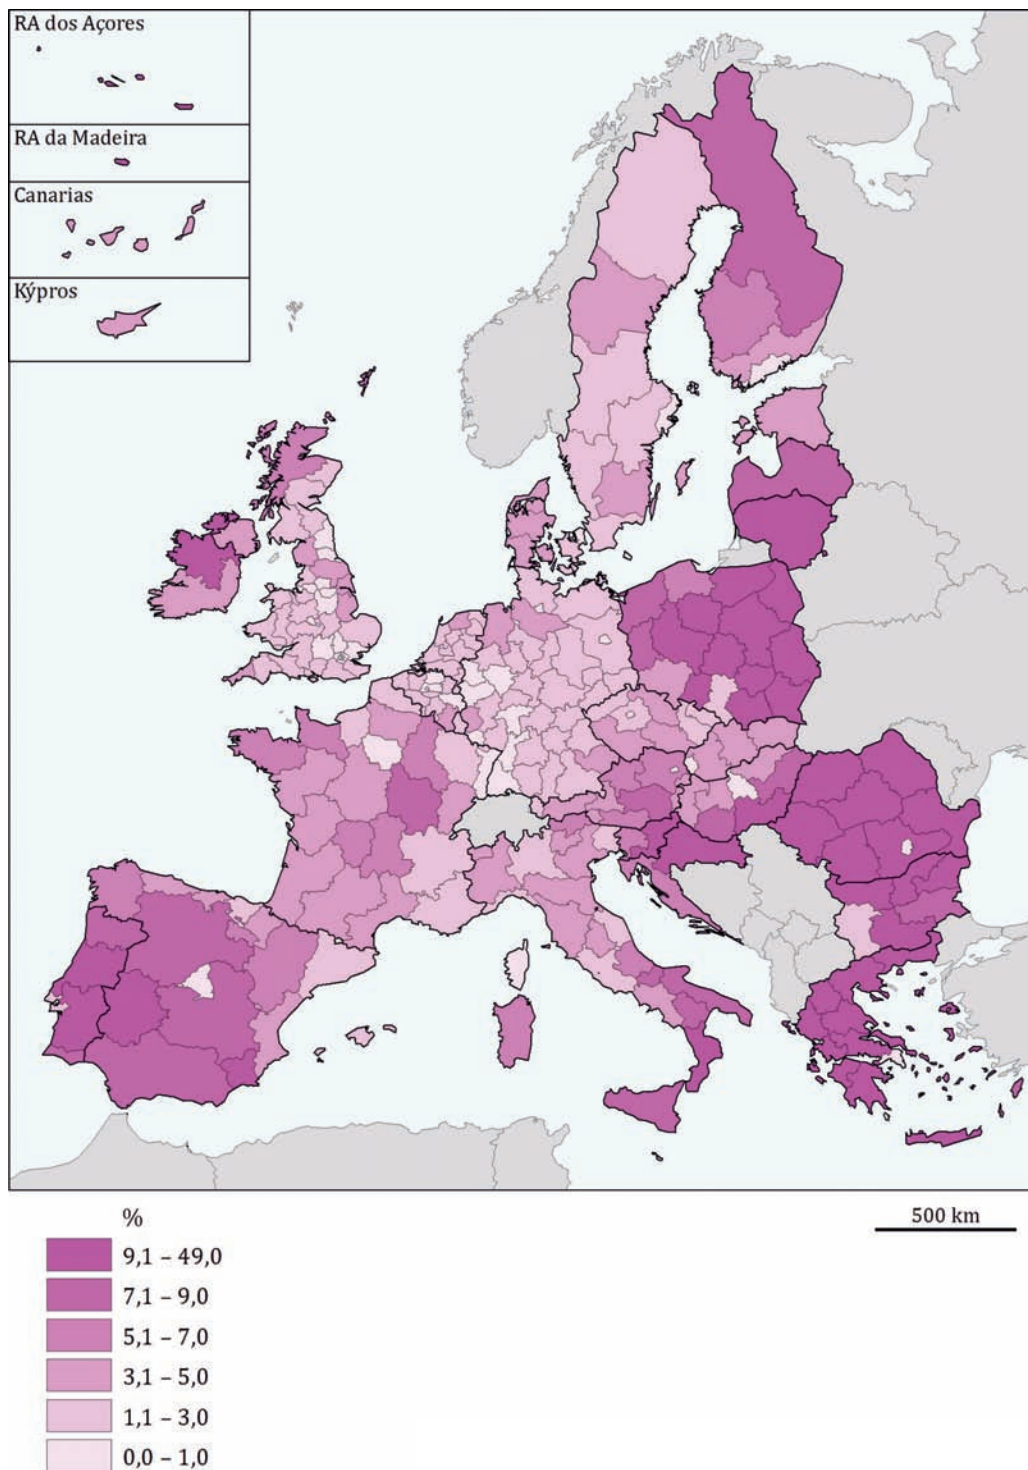 RA dos Açores
RA da Madeira
Canarias
Kýpros
500 km
%
9,1 – 49,0
7,1 – 9,0
5,1 – 7,0
3,1 – 5,0
1,1 – 3,0
0,0 – 1,0